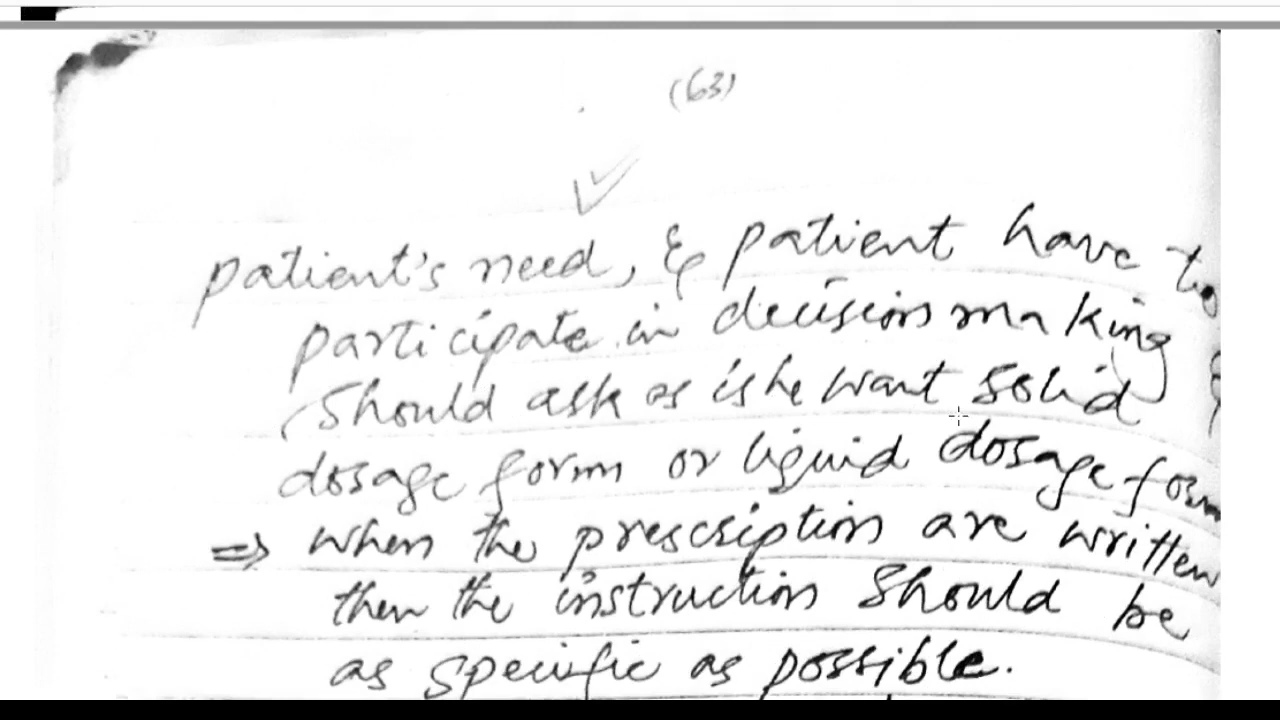 (63)
patient's need, & patient have to
participate in decision making
Should ask as is he want solid
dosage form or liquid dosage form
⇒ when the prescription are written
then the instruction should be
as specific as possible.